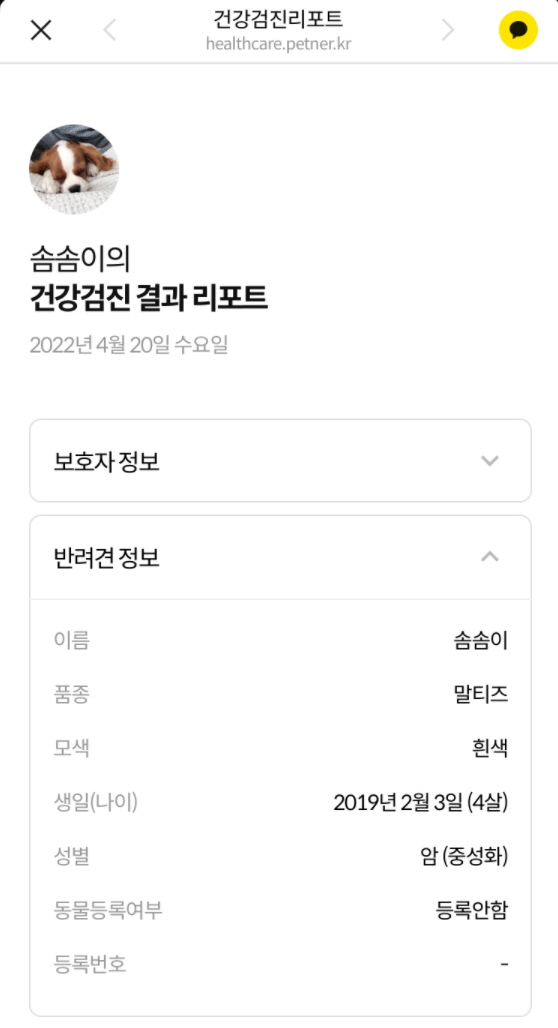 건강검진리포트
healthcare.petner.kr
솜솜이의
건강검진 결과 리포트
2022년 4월 20일 수요일
보호자 정보
반려견 정보
이름 솜솜이
품종 말티즈
모색 흰색
생일(나이) 2019년 2월 3일 (4살)
성별 암 (중성화)
동물등록여부 등록안함
등록번호 -